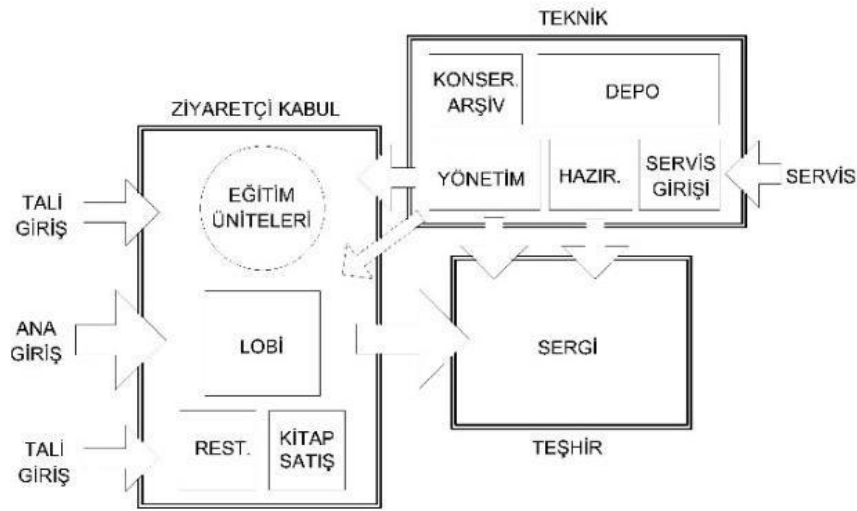 TEKNİK
KONSER.
ARŞİV
DEPO
YÖNETİM
HAZIR.
SERVİS
GİRİŞİ
SERVİS
ZİYARETÇİ KABUL
EĞİTİM
ÜNİTELERİ
TALİ
GİRİŞ
ANA
GİRİŞ
LOBİ
SERGİ
TALİ
GİRİŞ
REST.
KİTAP
SATIŞ
TEŞHİR